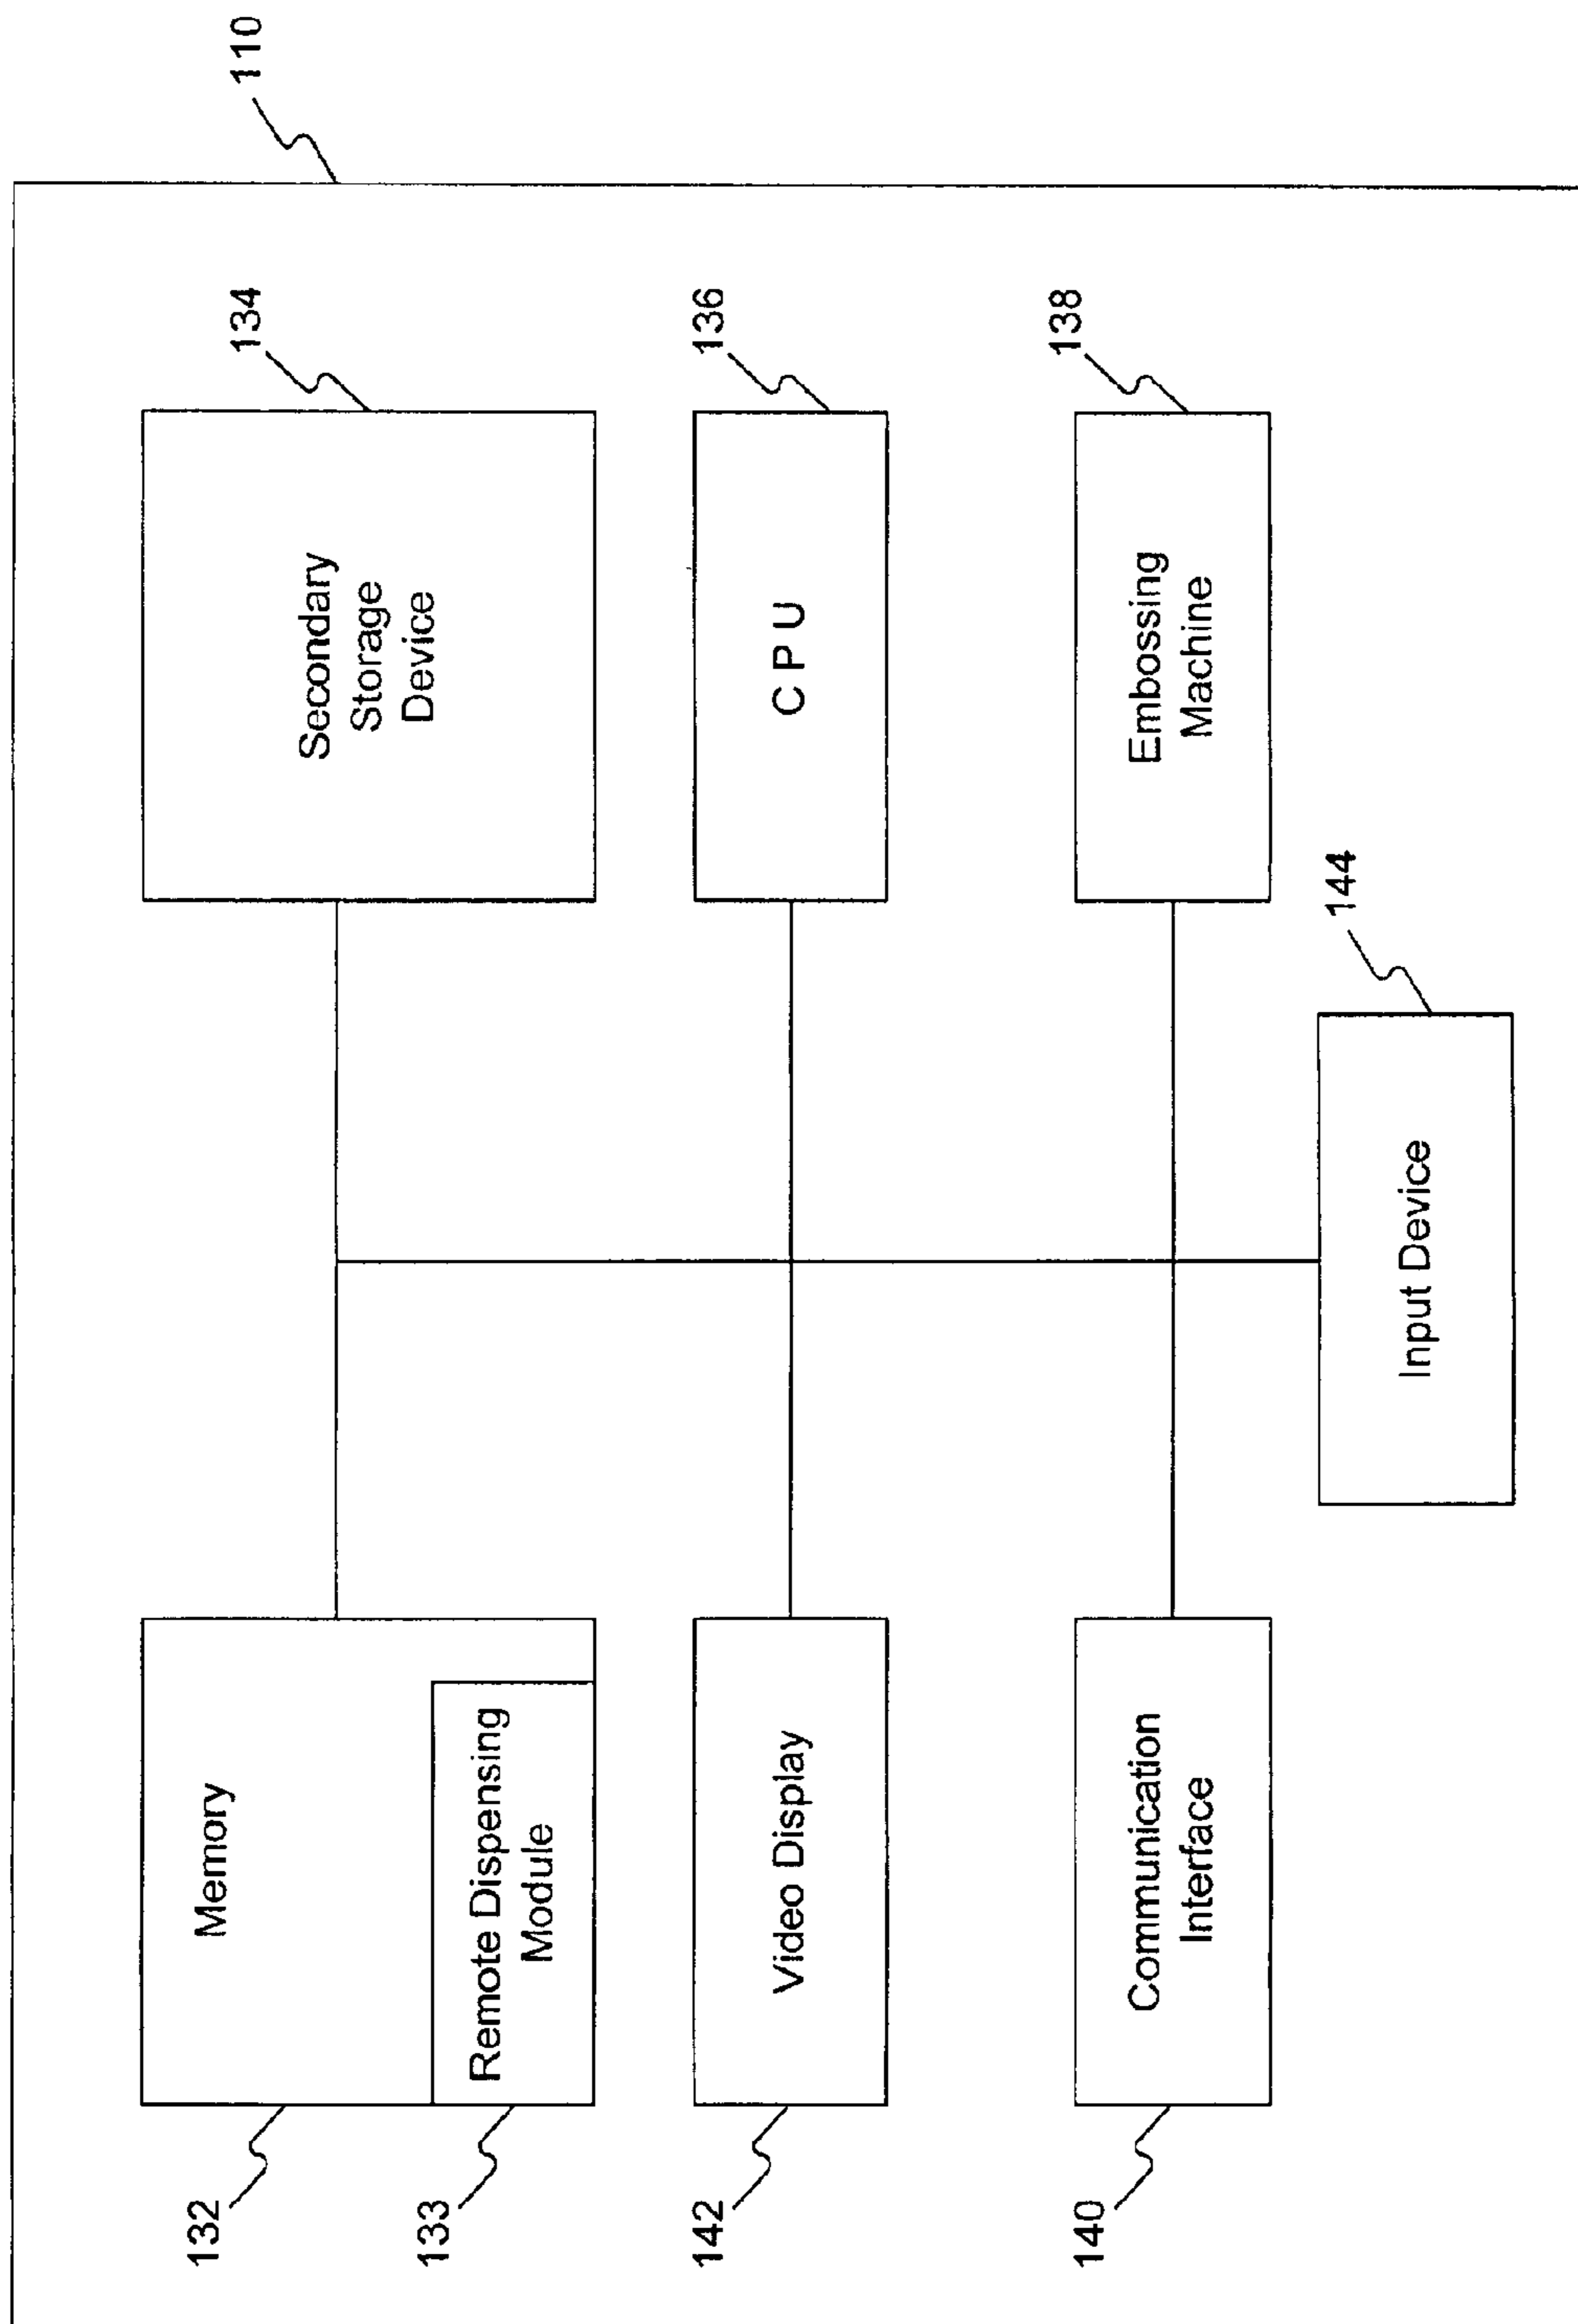 110
132
Memory
133
Remote Dispensing
Module
134
Secondary
Storage
Device
142
Video Display
136
C P U
140
Communication
Interface
138
Embossing
Machine
144
Input Device